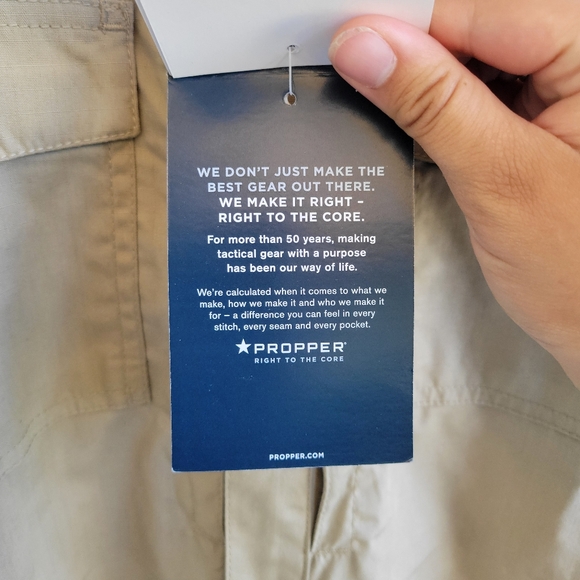 WE DON'T JUST MAKE THE
BEST GEAR OUT THERE.
WE MAKE IT RIGHT –
RIGHT TO THE CORE.
For more than 50 years, making
tactical gear with a purpose
has been our way of life.
We're calculated when it comes to what we
make, how we make it and who we make it
for – a difference you can feel in every
stitch, every seam and every pocket.
★PROPPER®
RIGHT TO THE CORE
PROPPER.COM